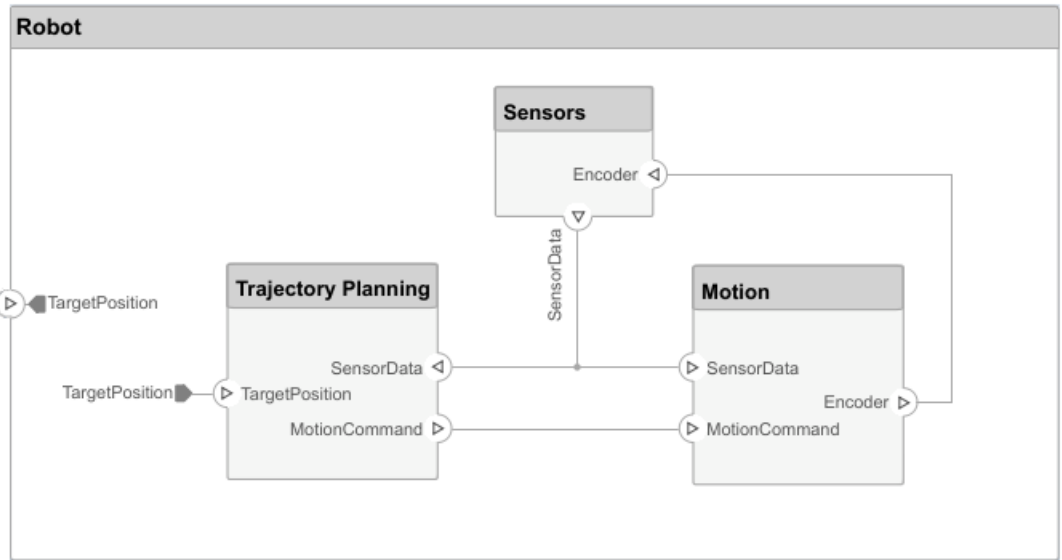 Robot
Sensors
Encoder
SensorData
Trajectory Planning
Motion
TargetPosition
SensorData
SensorData
TargetPosition
TargetPosition
Encoder
MotionCommand
MotionCommand